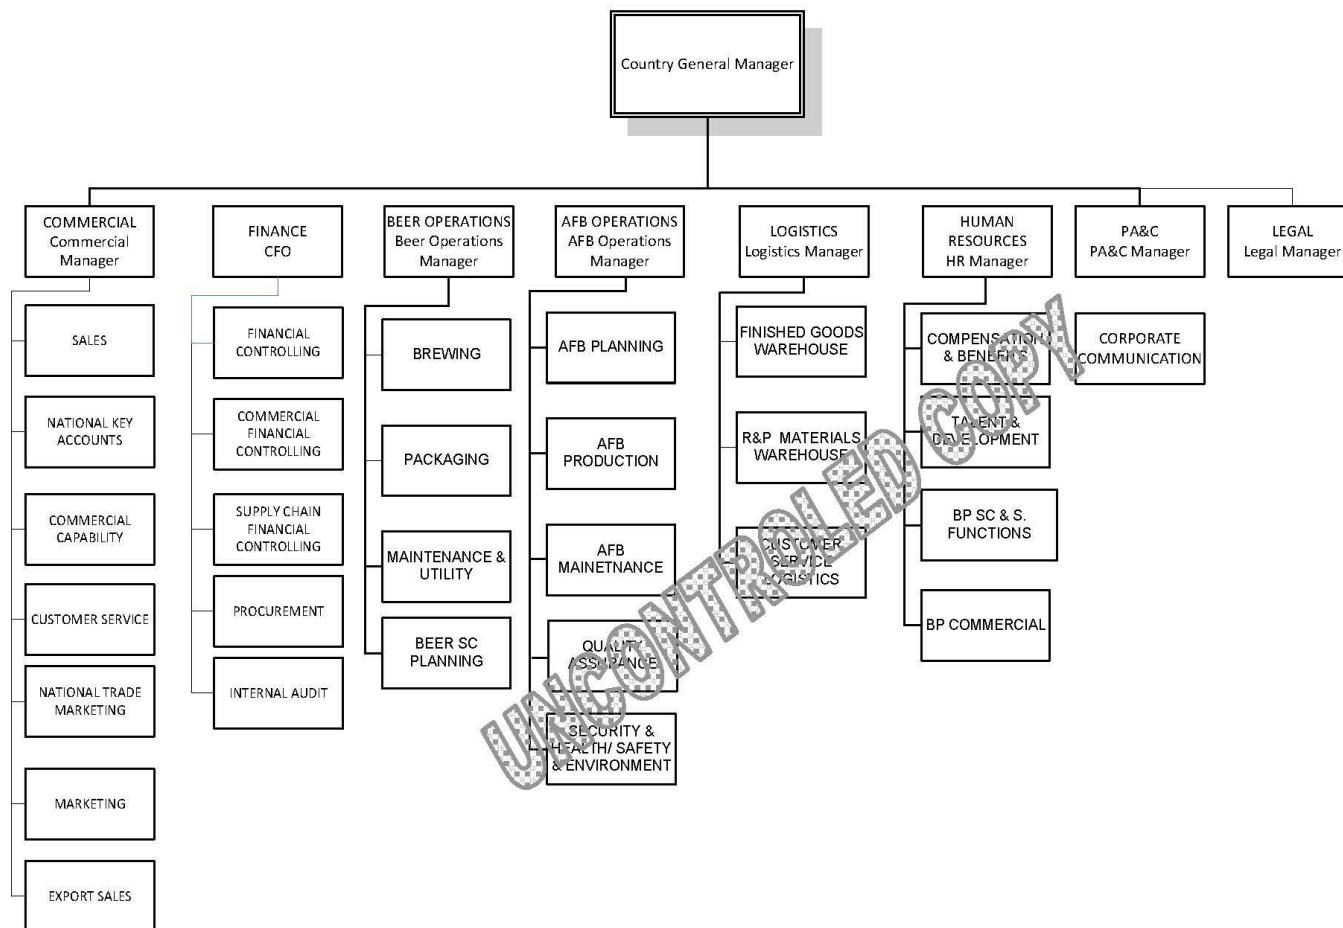 Country General Manager
COMMERCIAL
Commercial
Manager
FINANCE
CFO
BEER OPERATIONS
Beer Operations
Manager
AFB OPERATIONS
AFB Operations
Manager
LOGISTICS
Logistics Manager
HUMAN
RESOURCES
HR Manager
PA&C
PA&C Manager
LEGAL
Legal Manager
SALES
NATIONAL KEY
ACCOUNTS
COMMERCIAL
CAPABILITY
CUSTOMER SERVICE
NATIONAL TRADE
MARKETING
MARKETING
EXPORT SALES
FINANCIAL
CONTROLLING
COMMERCIAL
FINANCIAL
CONTROLLING
SUPPLY CHAIN
FINANCIAL
CONTROLLING
PROCUREMENT
INTERNAL AUDIT
BREWING
PACKAGING
MAINTENANCE &
UTILITY
BEER SC
PLANNING
AFB PLANNING
AFB
PRODUCTION
AFB
MAINETNANCE
QUALITY
ASSURANCE
SECURITY &
HEALTH/ SAFETY
& ENVIRONMENT
FINISHED GOODS
WAREHOUSE
R&P MATERIALS
WAREHOUSE
CUSTOMER
SERVICE
LOGISTICS
COMPENSATIONT
& BENEFITS
TALENT &
DEVELOPMENT
BP SC & S.
FUNCTIONS
BP COMMERCIAL
CORPORATE
COMMUNICATION
UNCONTROLED COPY